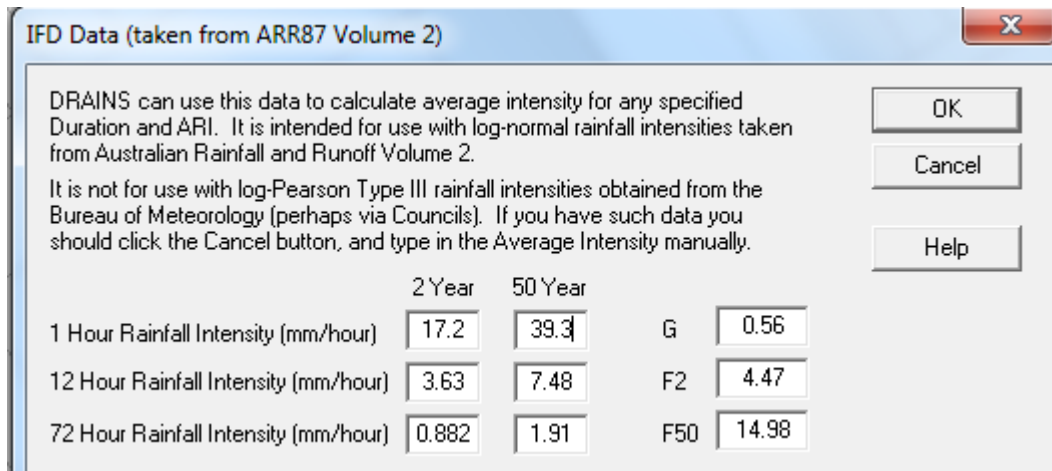 IFD Data (taken from ARR87 Volume 2)
x
DRAINS can use this data to calculate average intensity for any specified
Duration and ARI.  It is intended for use with log-normal rainfall intensities taken
from Australian Rainfall and Runoff Volume 2.
OK
Cancel
It is not for use with log-Pearson Type III rainfall intensities obtained from the
Bureau of Meteorology (perhaps via Councils).  If you have such data you
should click the Cancel button, and type in the Average Intensity manually.
Help
2 Year 50 Year
1 Hour Rainfall Intensity (mm/hour) 17.2 39.3 G 0.56
12 Hour Rainfall Intensity (mm/hour) 3.63 7.48 F2 4.47
72 Hour Rainfall Intensity (mm/hour) 0.882 1.91 F50 14.98